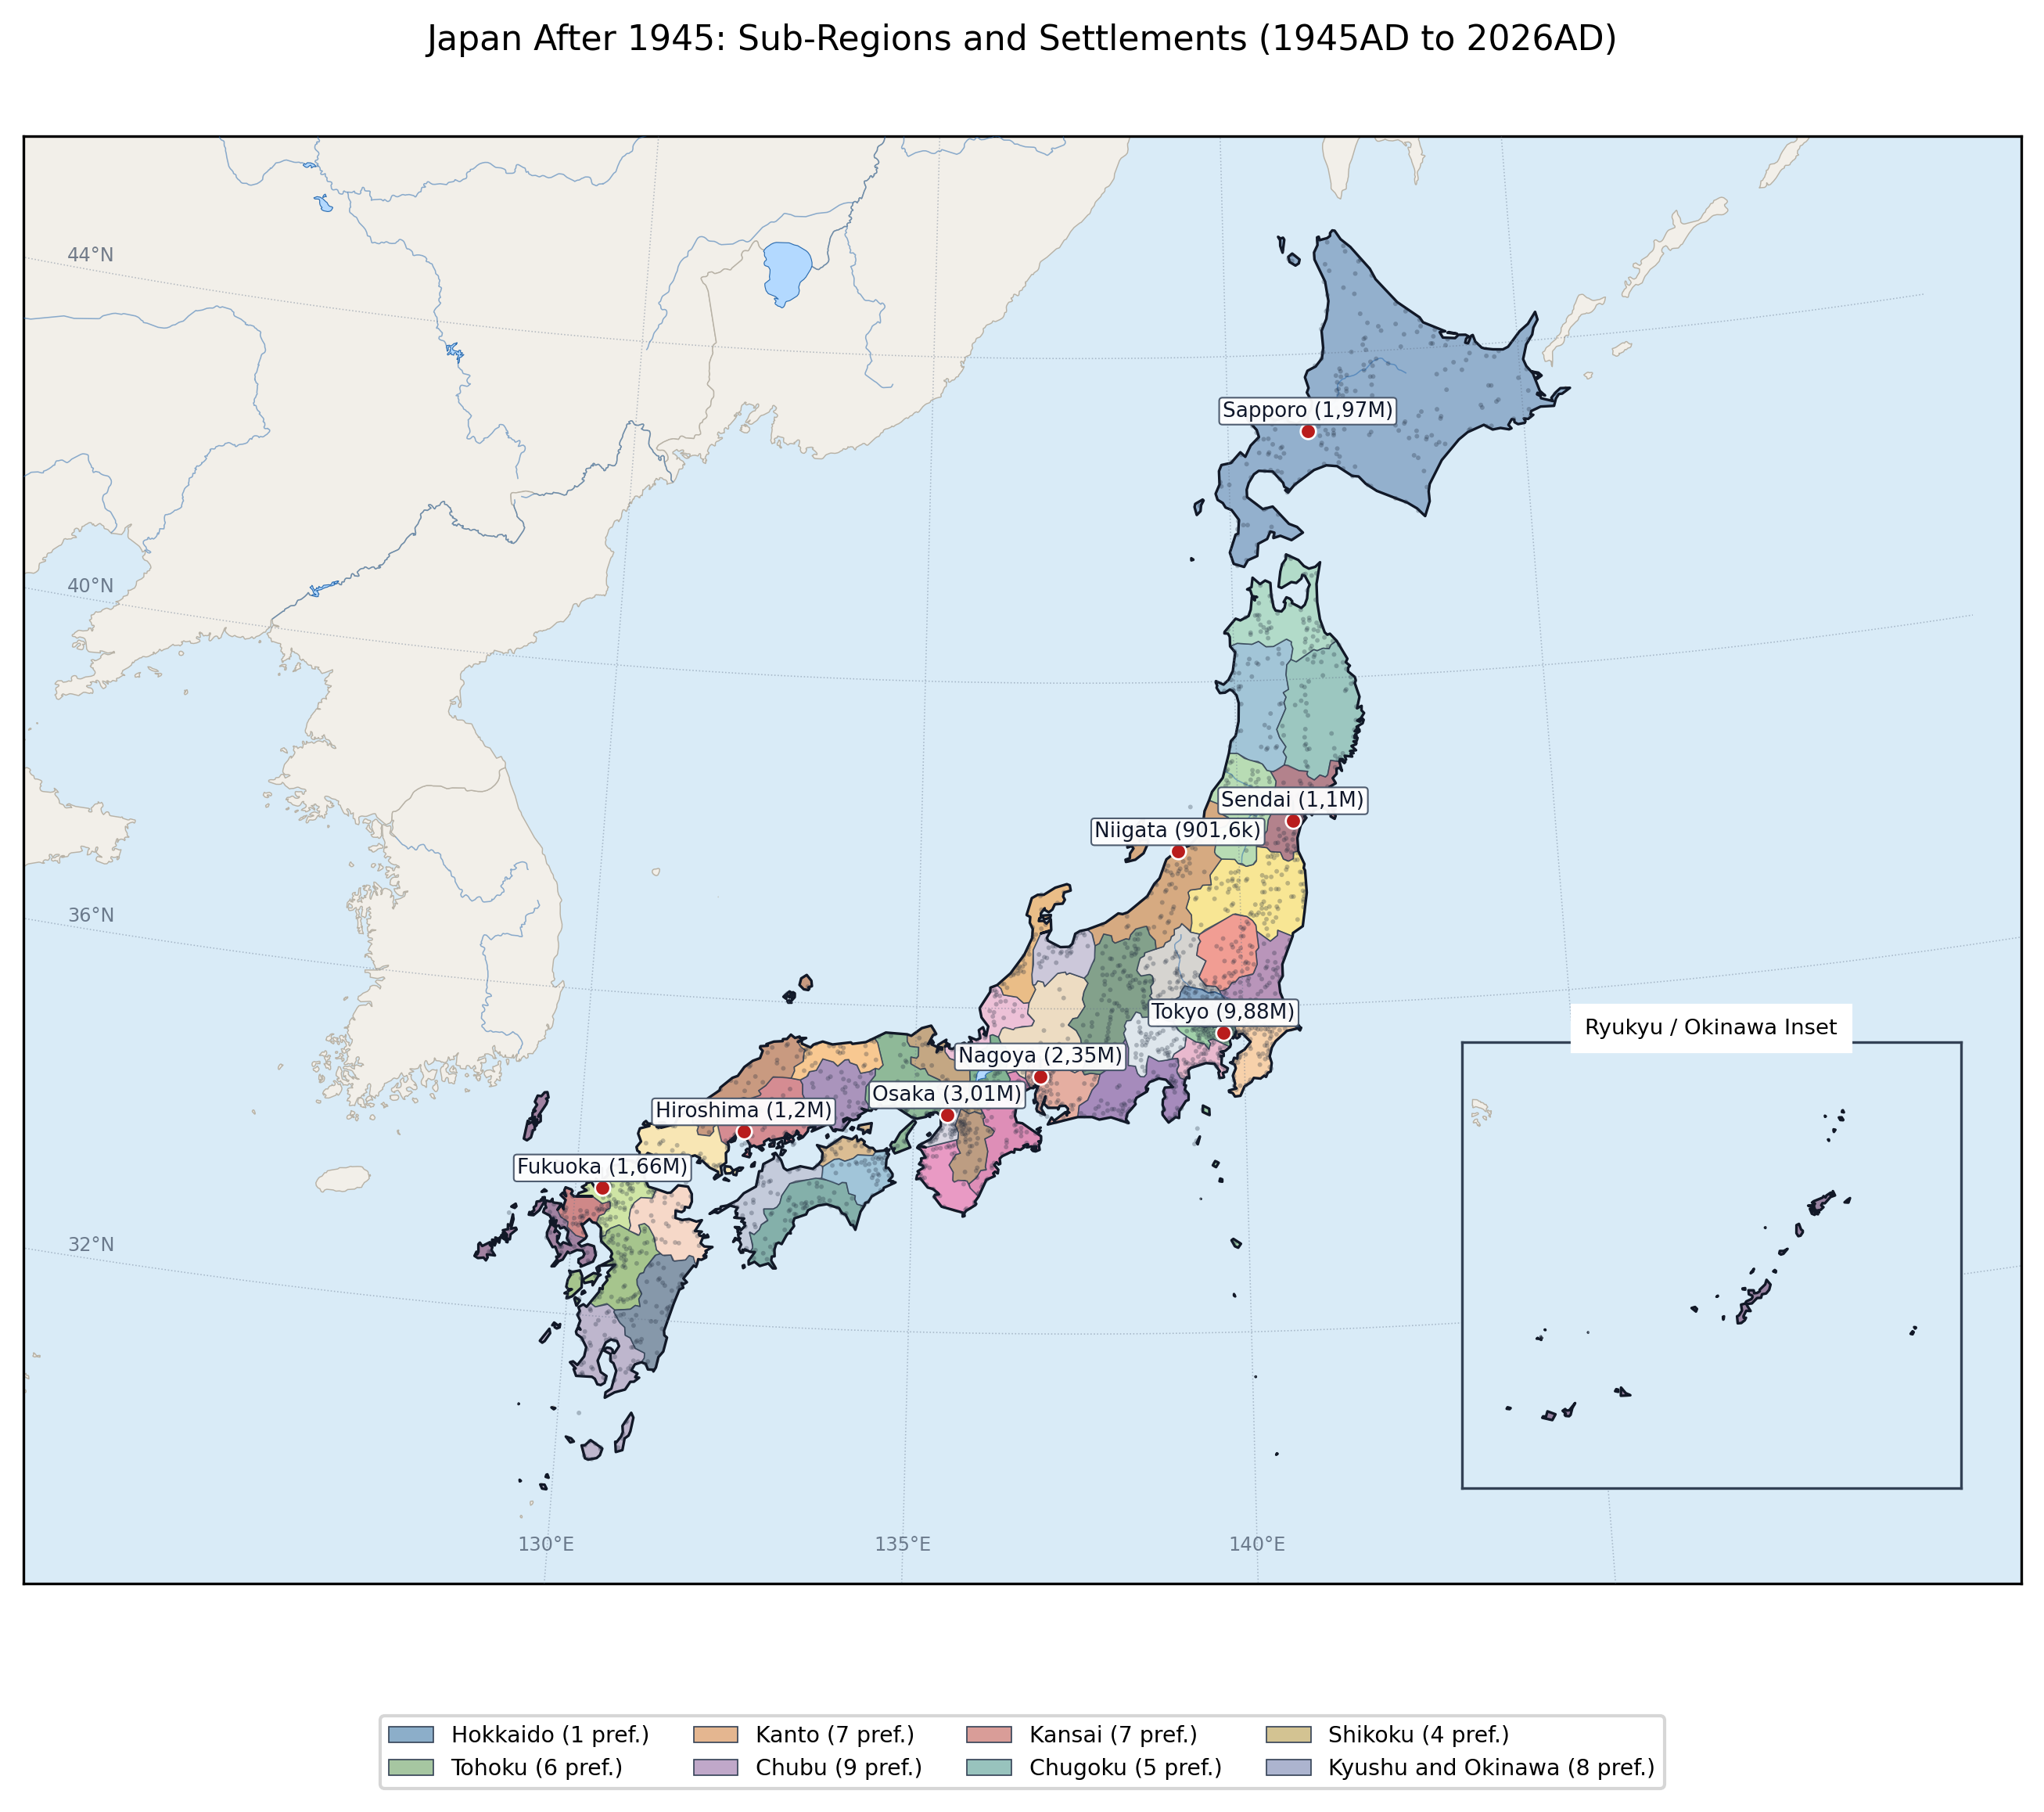 Japan After 1945: Sub-Regions and Settlements (1945AD to 2026AD)
44°N
Sapporo (1,97M)
40°N
Sendai (1,1M)
Niigata (901,6k)
36°N
Tokyo (9,88M)
Ryukyu / Okinawa Inset
Nagoya (2,35M)
Osaka (3,01M)
Hiroshima (1,2M)
Fukuoka (1,66M)
32°N
130°E
135°E
140°E
Hokkaido (1 pref.)
Tohoku (6 pref.)
Kanto (7 pref.)
Chubu (9 pref.)
Kansai (7 pref.)
Chugoku (5 pref.)
Shikoku (4 pref.)
Kyushu and Okinawa (8 pref.)